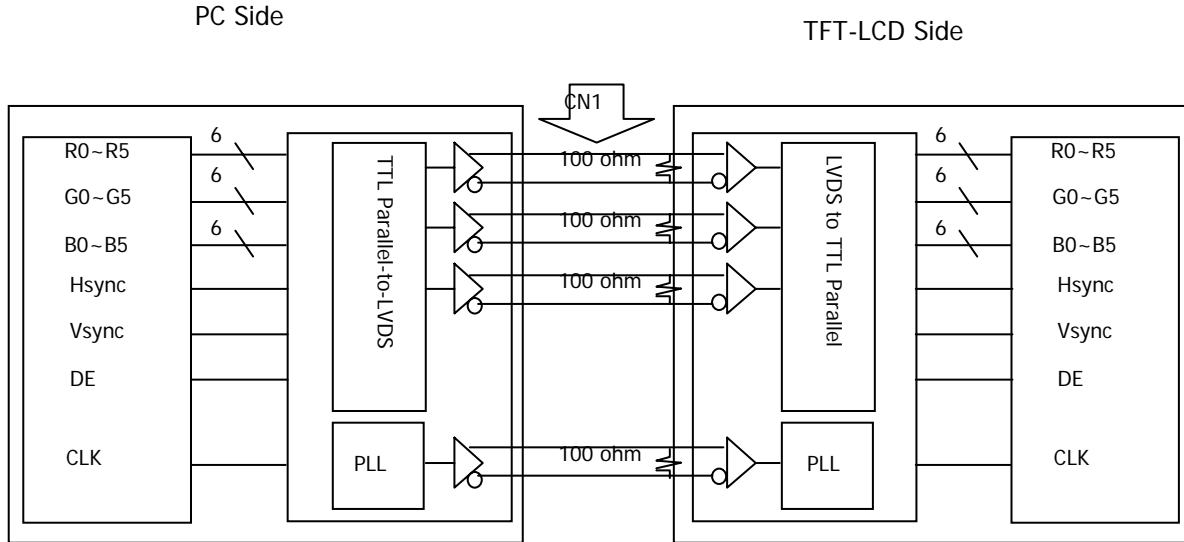 PC Side
TFT-LCD Side
CN1
R0~R5
6
G0~G5
6
B0~B5
6
Hsync
Vsync
DE
CLK
TTL Parallel-to-LVDS
PLL
100 ohm
100 ohm
100 ohm
100 ohm
LVDS to TTL Parallel
PLL
6
R0~R5
6
G0~G5
6
B0~B5
Hsync
Vsync
DE
CLK